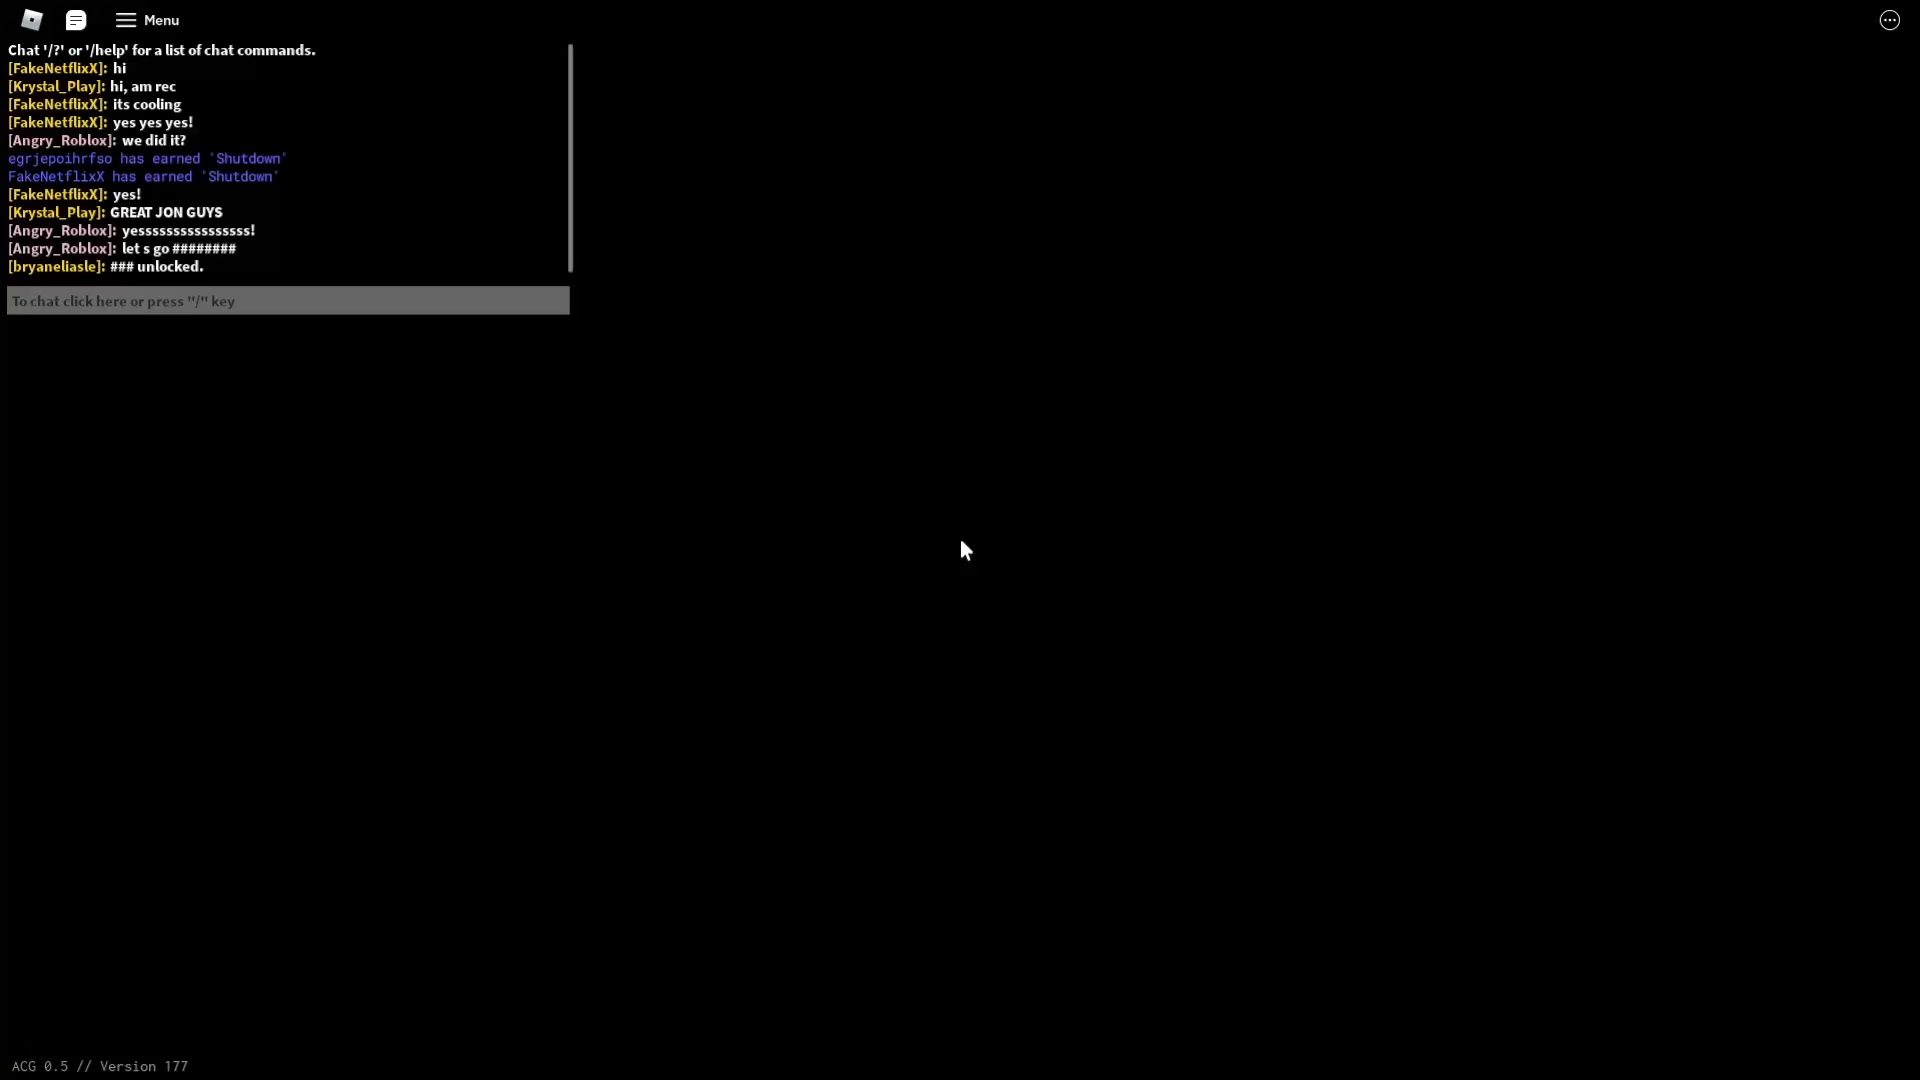 Menu
Chat '/?' or '/help' for a list of chat commands.
[FakeNetflixX]: hi
[Krystal_Play]: hi, am rec
[FakeNetflixX]: its cooling
[FakeNetflixX]: yes yes yes!
[Angry_Roblox]: we did it?
egrjepoihrfso has earned 'Shutdown'
FakeNetflixX has earned 'Shutdown'
[FakeNetflixX]: yes!
[Krystal_Play]: GREAT JON GUYS
[Angry_Roblox]: yesssssssssssssssss!
[Angry_Roblox]: let s go ########
[bryaneliasle]: ### unlocked.
To chat click here or press "/" key
ACG 0.5 // Version 177